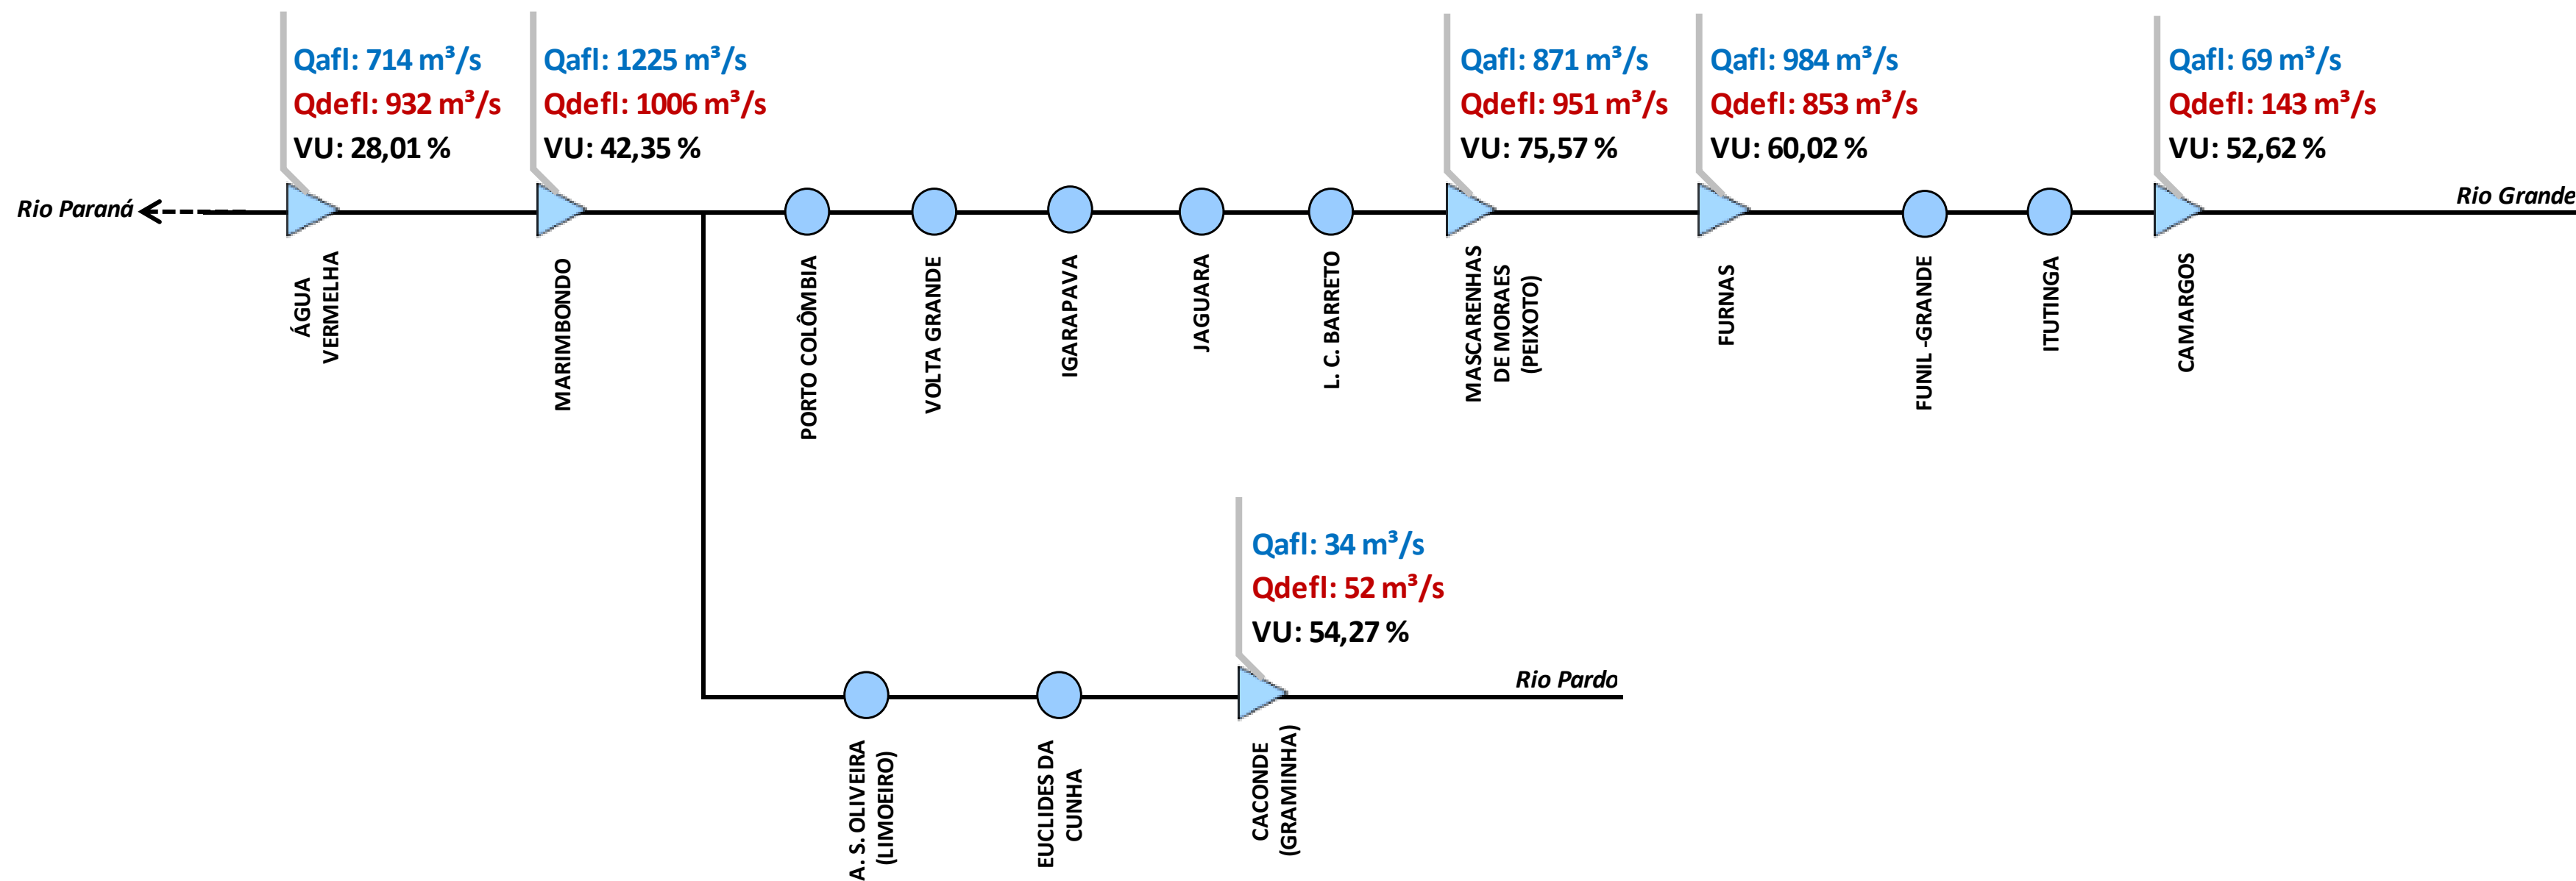 Qafl: 714 m³/s
Qdefl: 932 m³/s
VU: 28,01 %
Qafl: 1225 m³/s
Qdefl: 1006 m³/s
VU: 42,35 %
Qafl: 871 m³/s
Qdefl: 951 m³/s
VU: 75,57 %
Qafl: 984 m³/s
Qdefl: 853 m³/s
VU: 60,02 %
Qafl: 69 m³/s
Qdefl: 143 m³/s
VU: 52,62 %
Rio Paraná
Rio Grande
ÁGUA
VERMELHA
MARIMBONDO
PORTO COLÔMBIA
VOLTA GRANDE
IGARAPAVA
JAGUARA
L. C. BARRETO
MASCARENHAS
DE MORAES
(PEIXOTO)
FURNAS
FUNIL -GRANDE
ITUTINGA
CAMARGOS
Qafl: 34 m³/s
Qdefl: 52 m³/s
VU: 54,27 %
Rio Pardo
A. S. OLIVEIRA
(LIMOEIRO)
EUCLIDES DA
CUNHA
CACONDE
(GRAMINHA)